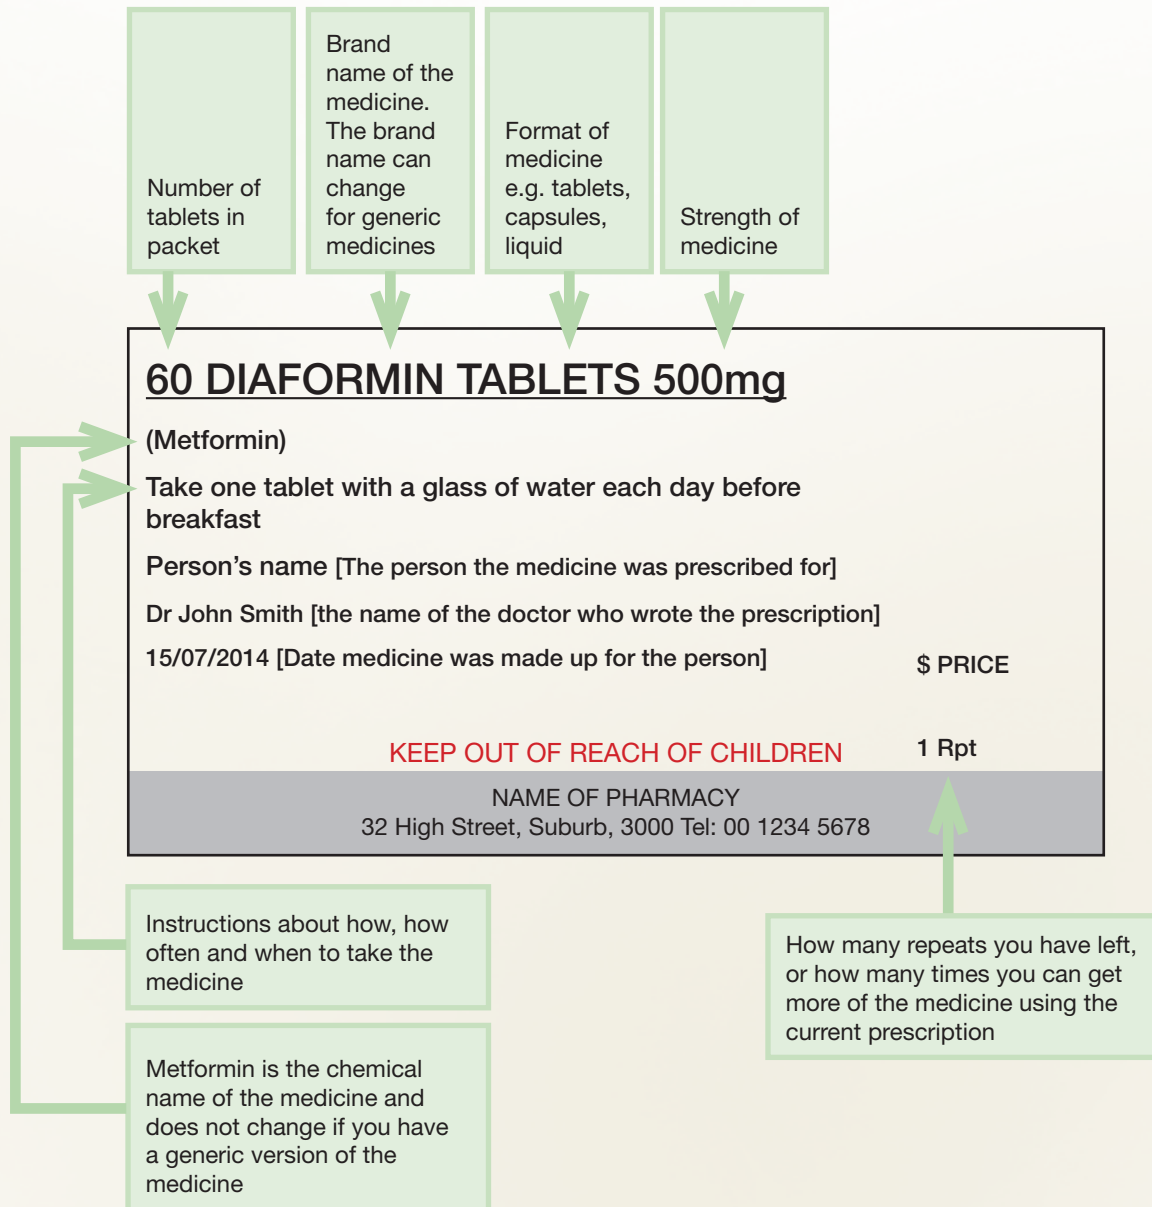 Number of
tablets in
packet
Brand
name of the
medicine.
The brand
name can
change
for generic
medicines
Format of
medicine
e.g. tablets,
capsules,
liquid
Strength of
medicine
60 DIAFORMIN TABLETS 500mg
(Metformin)
Take one tablet with a glass of water each day before
breakfast
Person’s name [The person the medicine was prescribed for]
Dr John Smith [the name of the doctor who wrote the prescription]
15/07/2014 [Date medicine was made up for the person]
$ PRICE
KEEP OUT OF REACH OF CHILDREN
1 Rpt
NAME OF PHARMACY
32 High Street, Suburb, 3000 Tel: 00 1234 5678
Instructions about how, how
often and when to take the
medicine
How many repeats you have left,
or how many times you can get
more of the medicine using the
current prescription
Metformin is the chemical
name of the medicine and
does not change if you have
a generic version of the
medicine